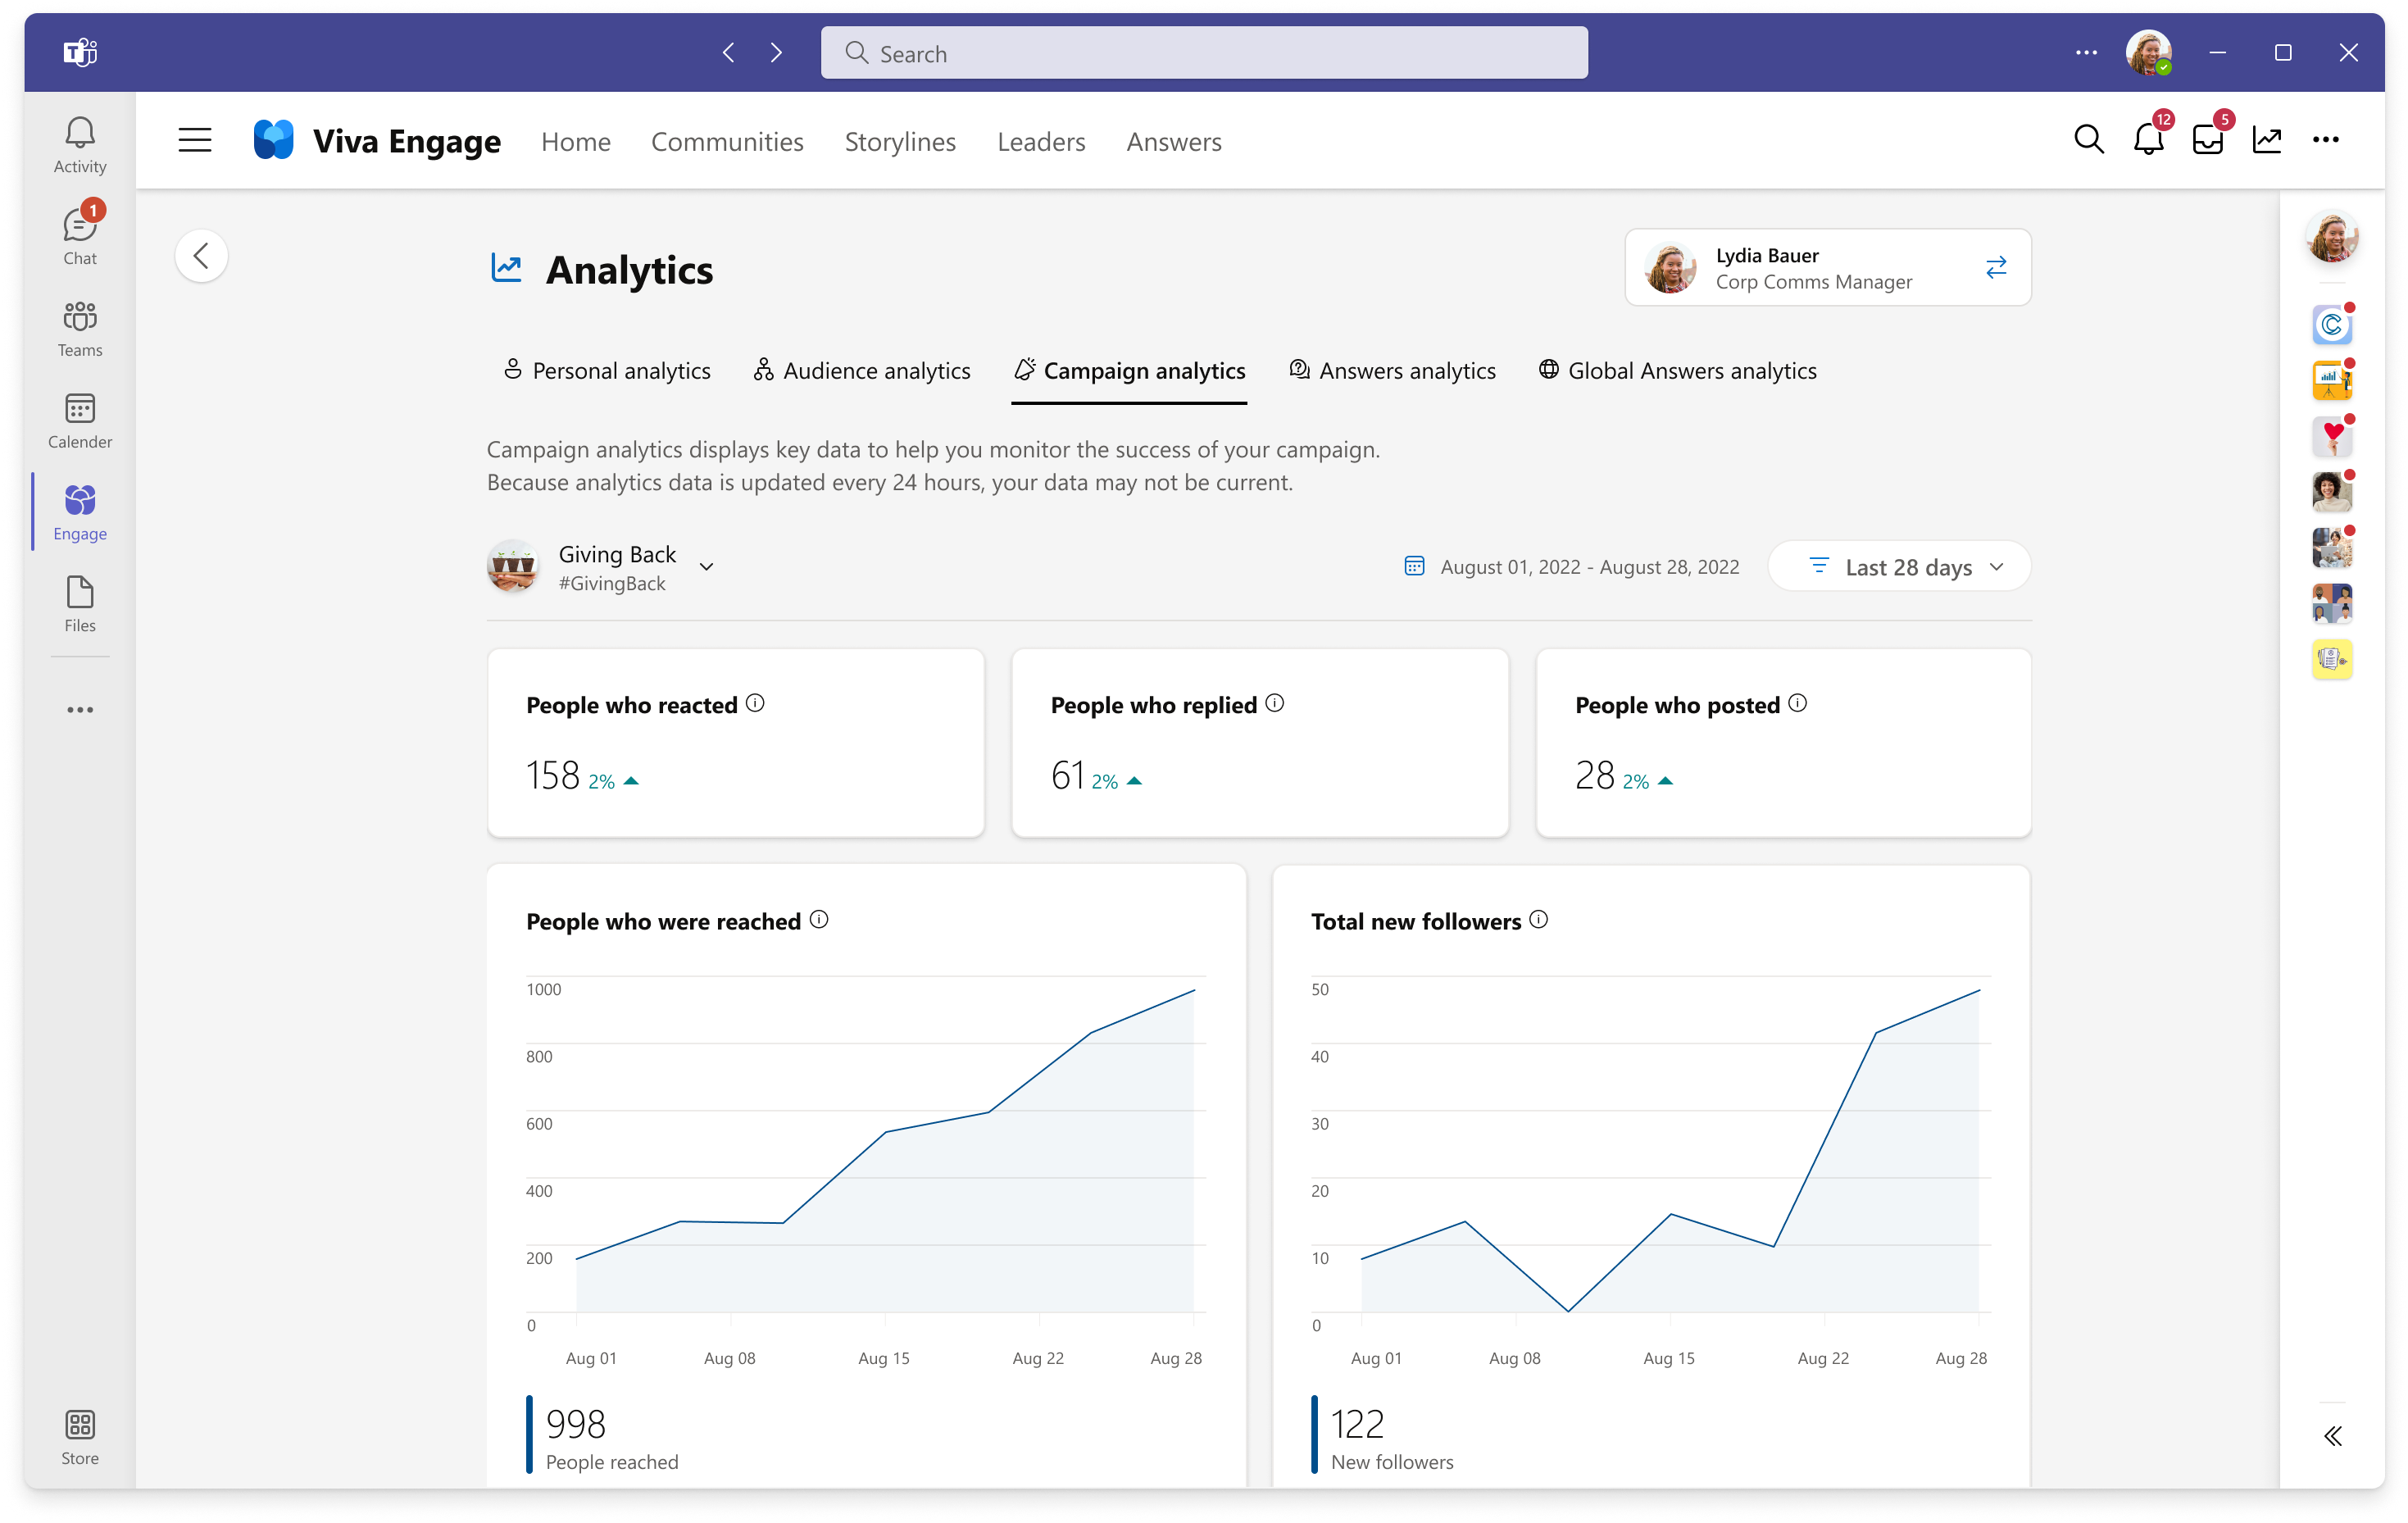 Search
Activity
1
Chat
Teams
Calender
Engage
Files
Store
Viva Engage
Home
Communities
Storylines
Leaders
Answers
12
5
Analytics
Lydia Bauer
Corp Comms Manager
Personal analytics
Audience analytics
Campaign analytics
Answers analytics
Global Answers analytics
Campaign analytics displays key data to help you monitor the success of your campaign.
Because analytics data is updated every 24 hours, your data may not be current.
Giving Back
#GivingBack
August 01, 2022 - August 28, 2022
Last 28 days
People who reacted
158 2%
People who replied
61 2%
People who posted
28 2%
People who were reached
1000
800
600
400
200
0
Aug 01
Aug 08
Aug 15
Aug 22
Aug 28
998
People reached
Total new followers
50
40
30
20
10
0
Aug 01
Aug 08
Aug 15
Aug 22
Aug 28
122
New followers